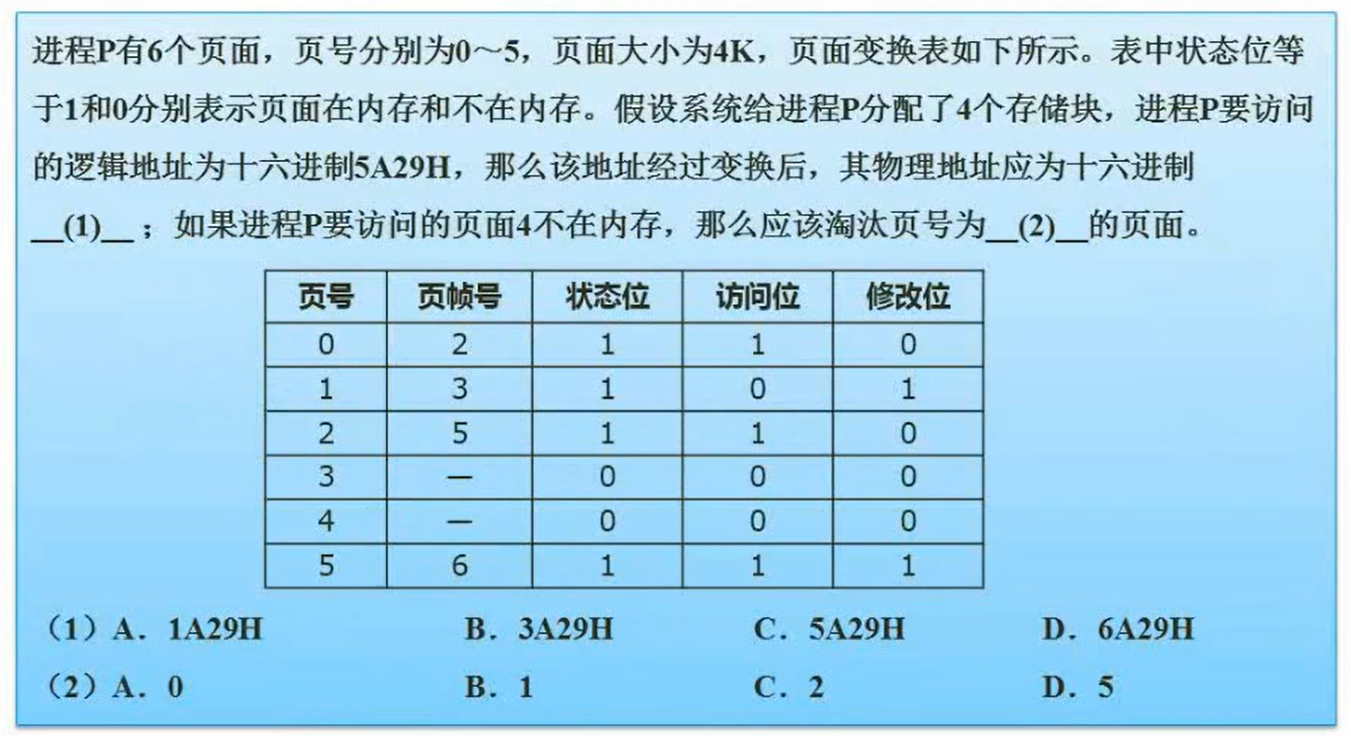 进程P有6个页面，页号分别为0～5，页面大小为4K，页面变换表如下所示。表中状态位等
于1和0分别表示页面在内存和不在内存。假设系统给进程P分配了4个存储块，进程P要访问
的逻辑地址为十六进制5A29H，那么该地址经过变换后，其物理地址应为十六进制
__(1)__；如果进程P要访问的页面4不在内存，那么应该淘汰页号为__(2)__的页面。
页号 页帧号 状态位 访问位 修改位
0 2 1 1 0
1 3 1 0 1
2 5 1 1 0
3 — 0 0 0
4 — 0 0 0
5 6 1 1 1
（1）A．1A29H B．3A29H C．5A29H D．6A29H
（2）A．0 B．1 C．2 D．5